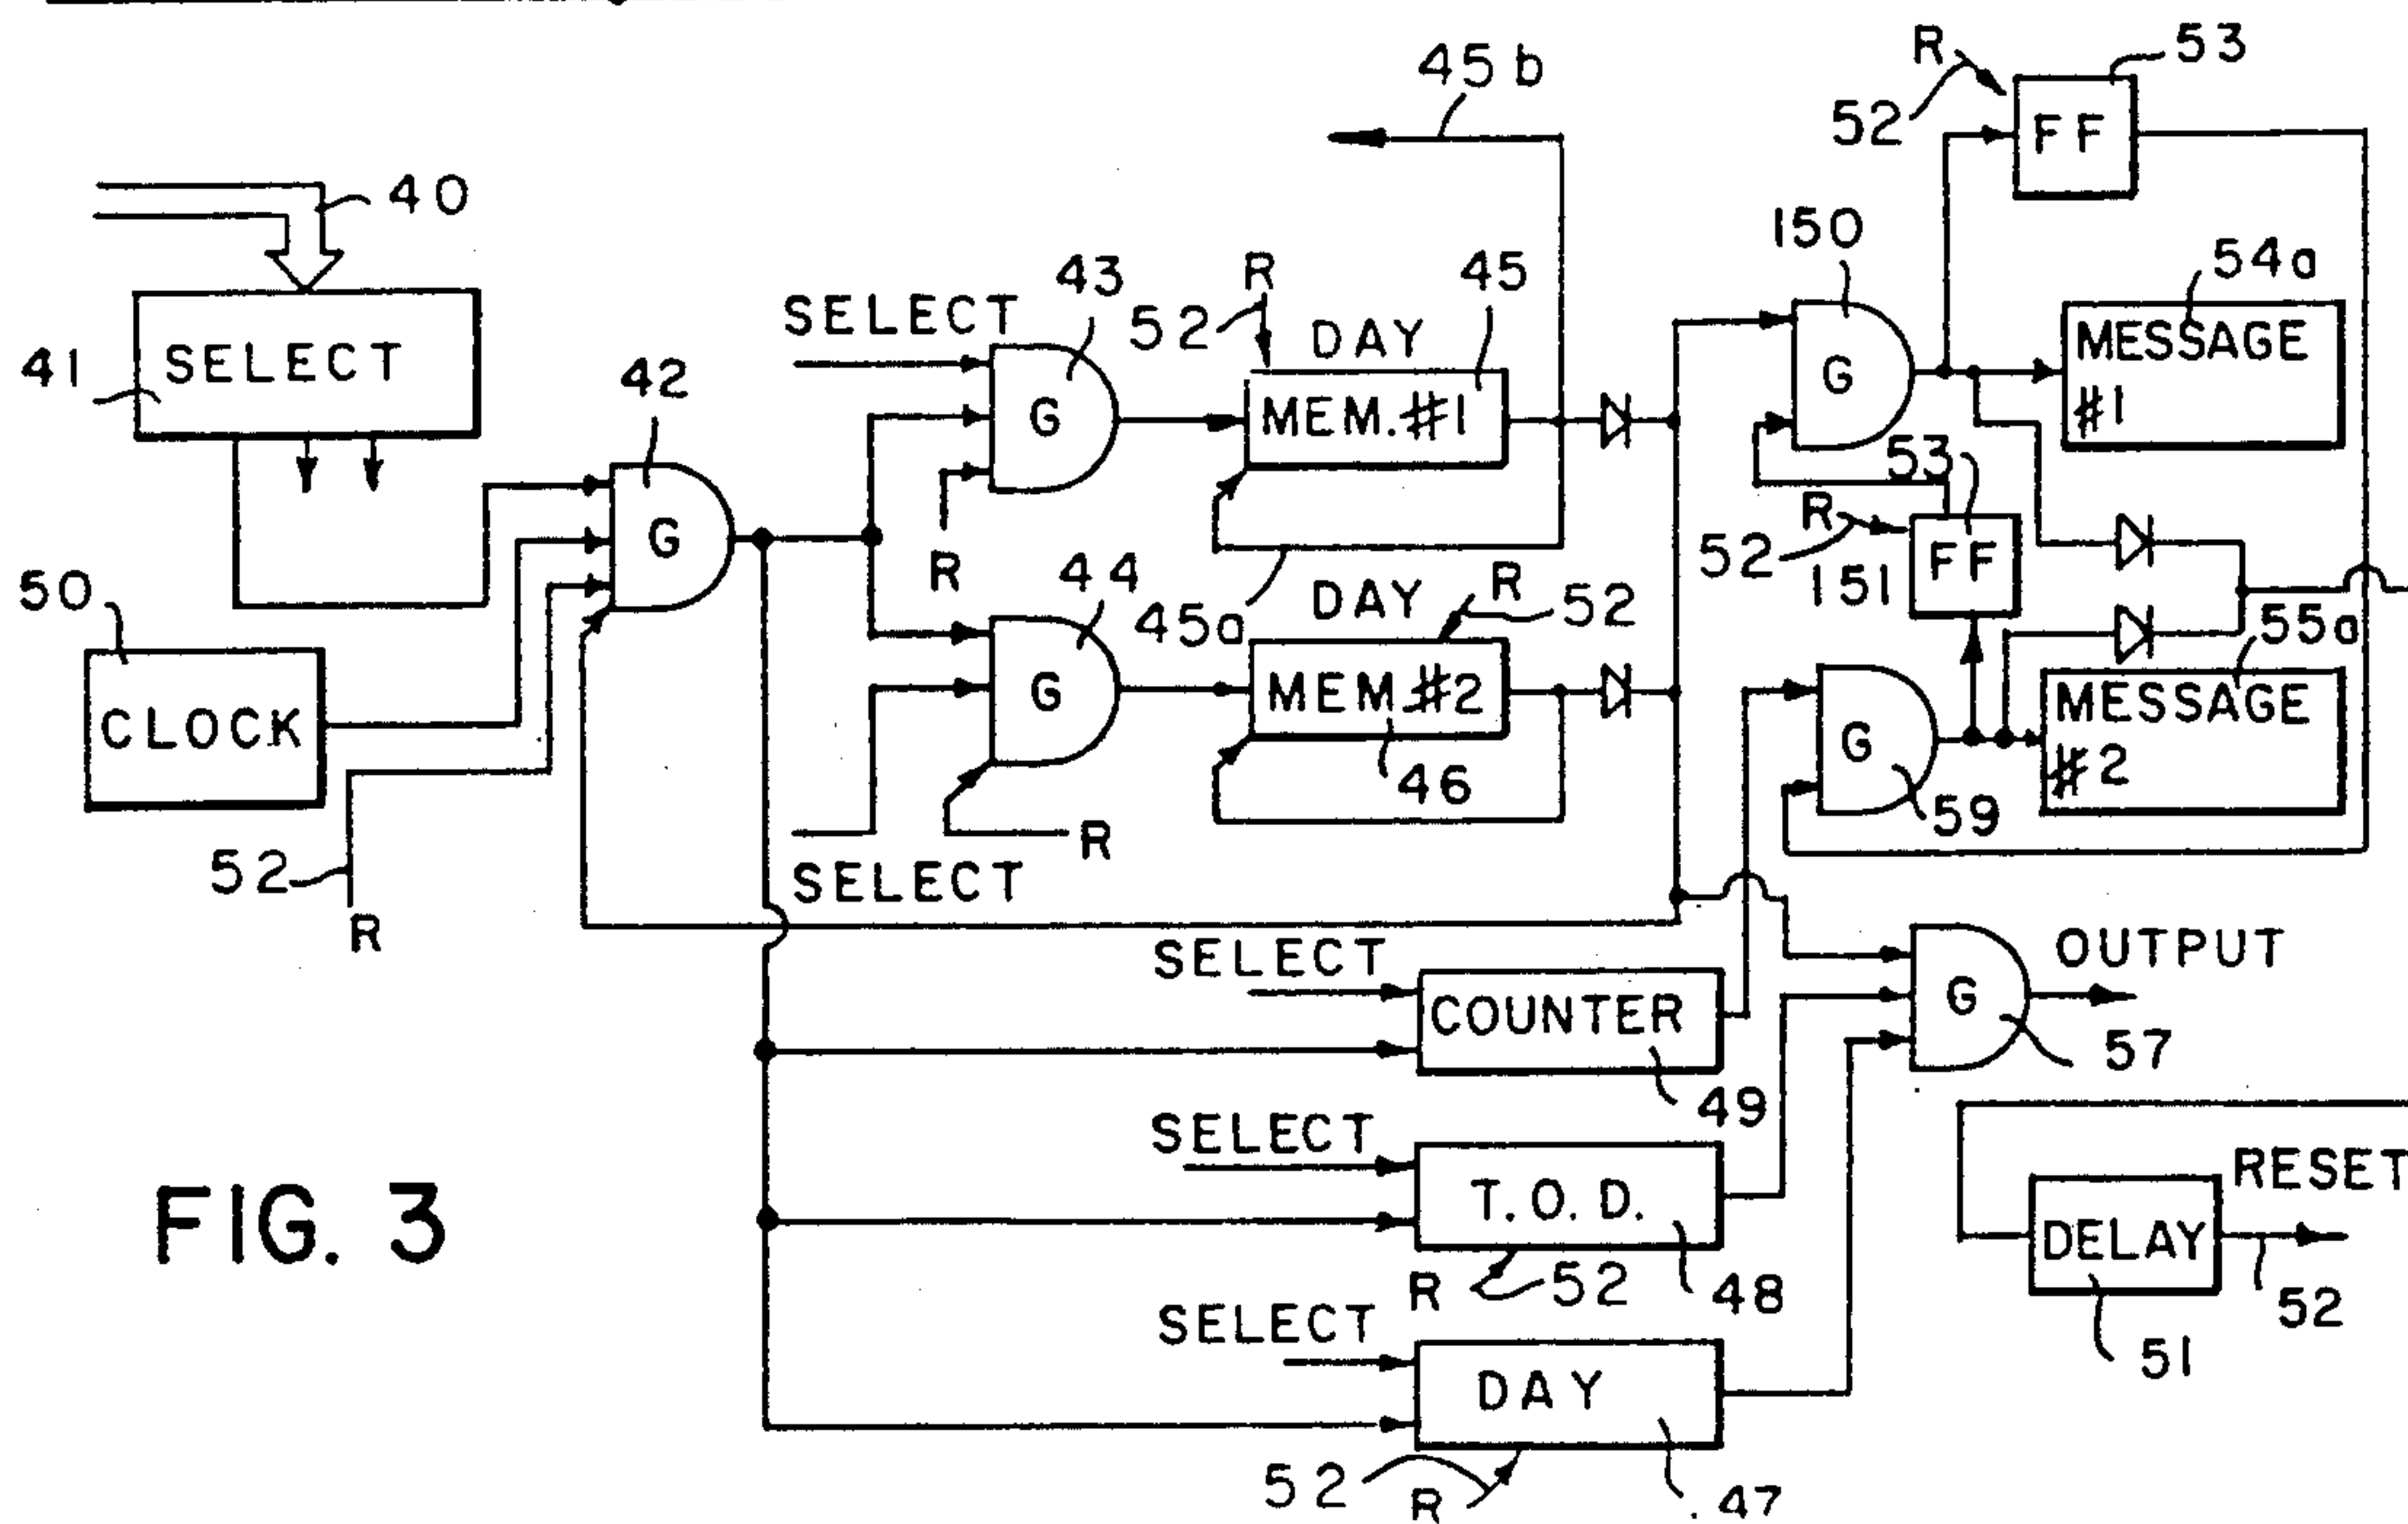 45b
R
53
52
FF
40
150
43
R
45
54a
SELECT
52
DAY
MESSAGE
#1
41
SELECT
42
G
G
MEM. #1
53
R
52
FF
151
G
R
44
50
45a
DAY
R
52
55a
CLOCK
G
MEM. #2
G
MESSAGE
#2
46
59
R
52
SELECT
R
SELECT
OUTPUT
COUNTER
G
57
49
SELECT
RESET
T.O.D.
DELAY
FIG. 3
R
52
48
52
SELECT
51
DAY
52
R
47